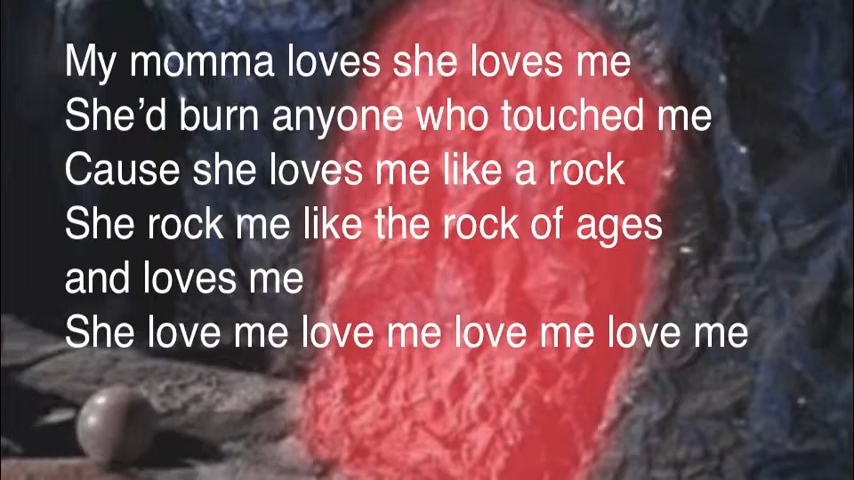 My momma loves she loves me
She'd burn anyone who touched me
Cause she loves me like a rock
She rock me like the rock of ages
and loves me
She love me love me love me love me